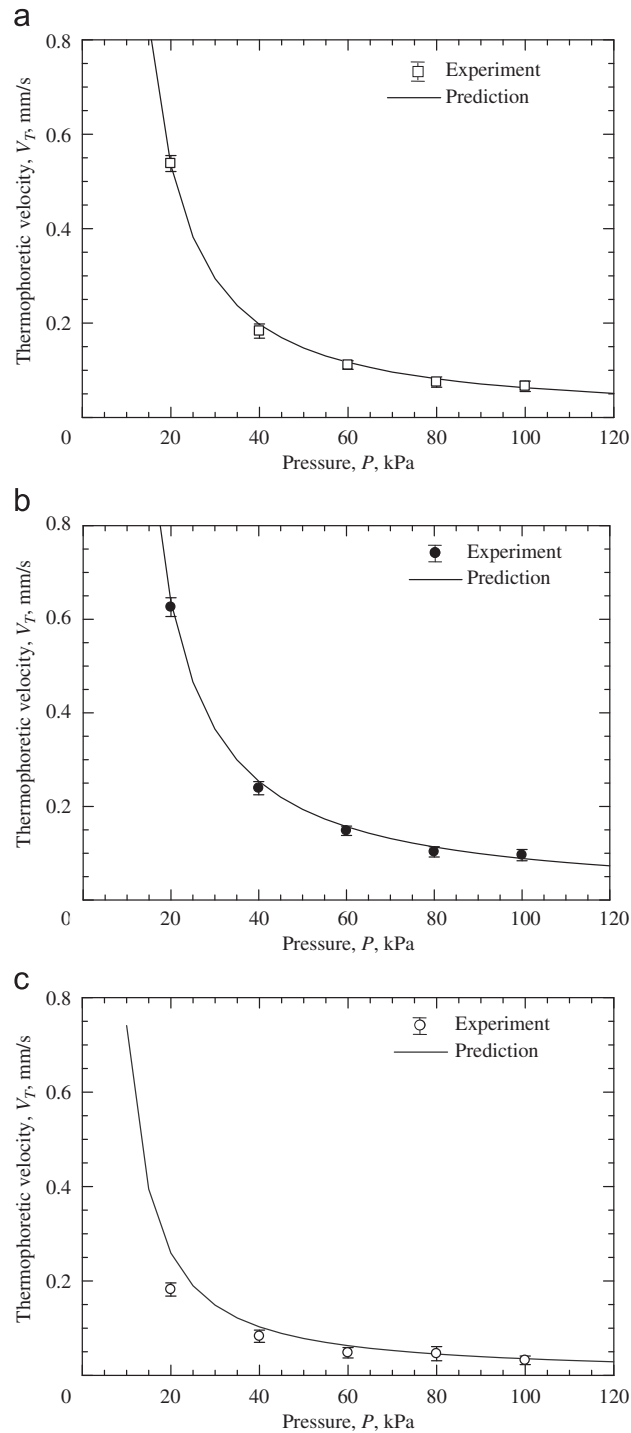 a
0.8
Experiment
Prediction
0.6
Thermophoretic velocity, V_T, mm/s
0.4
0.2
0
20
40
60
80
100
120
Pressure, P, kPa
b
0.8
Experiment
Prediction
0.6
Thermophoretic velocity, V_T, mm/s
0.4
0.2
0
20
40
60
80
100
120
Pressure, P, kPa
c
0.8
Experiment
Prediction
0.6
Thermophoretic velocity, V_T, mm/s
0.4
0.2
0
20
40
60
80
100
120
Pressure, P, kPa